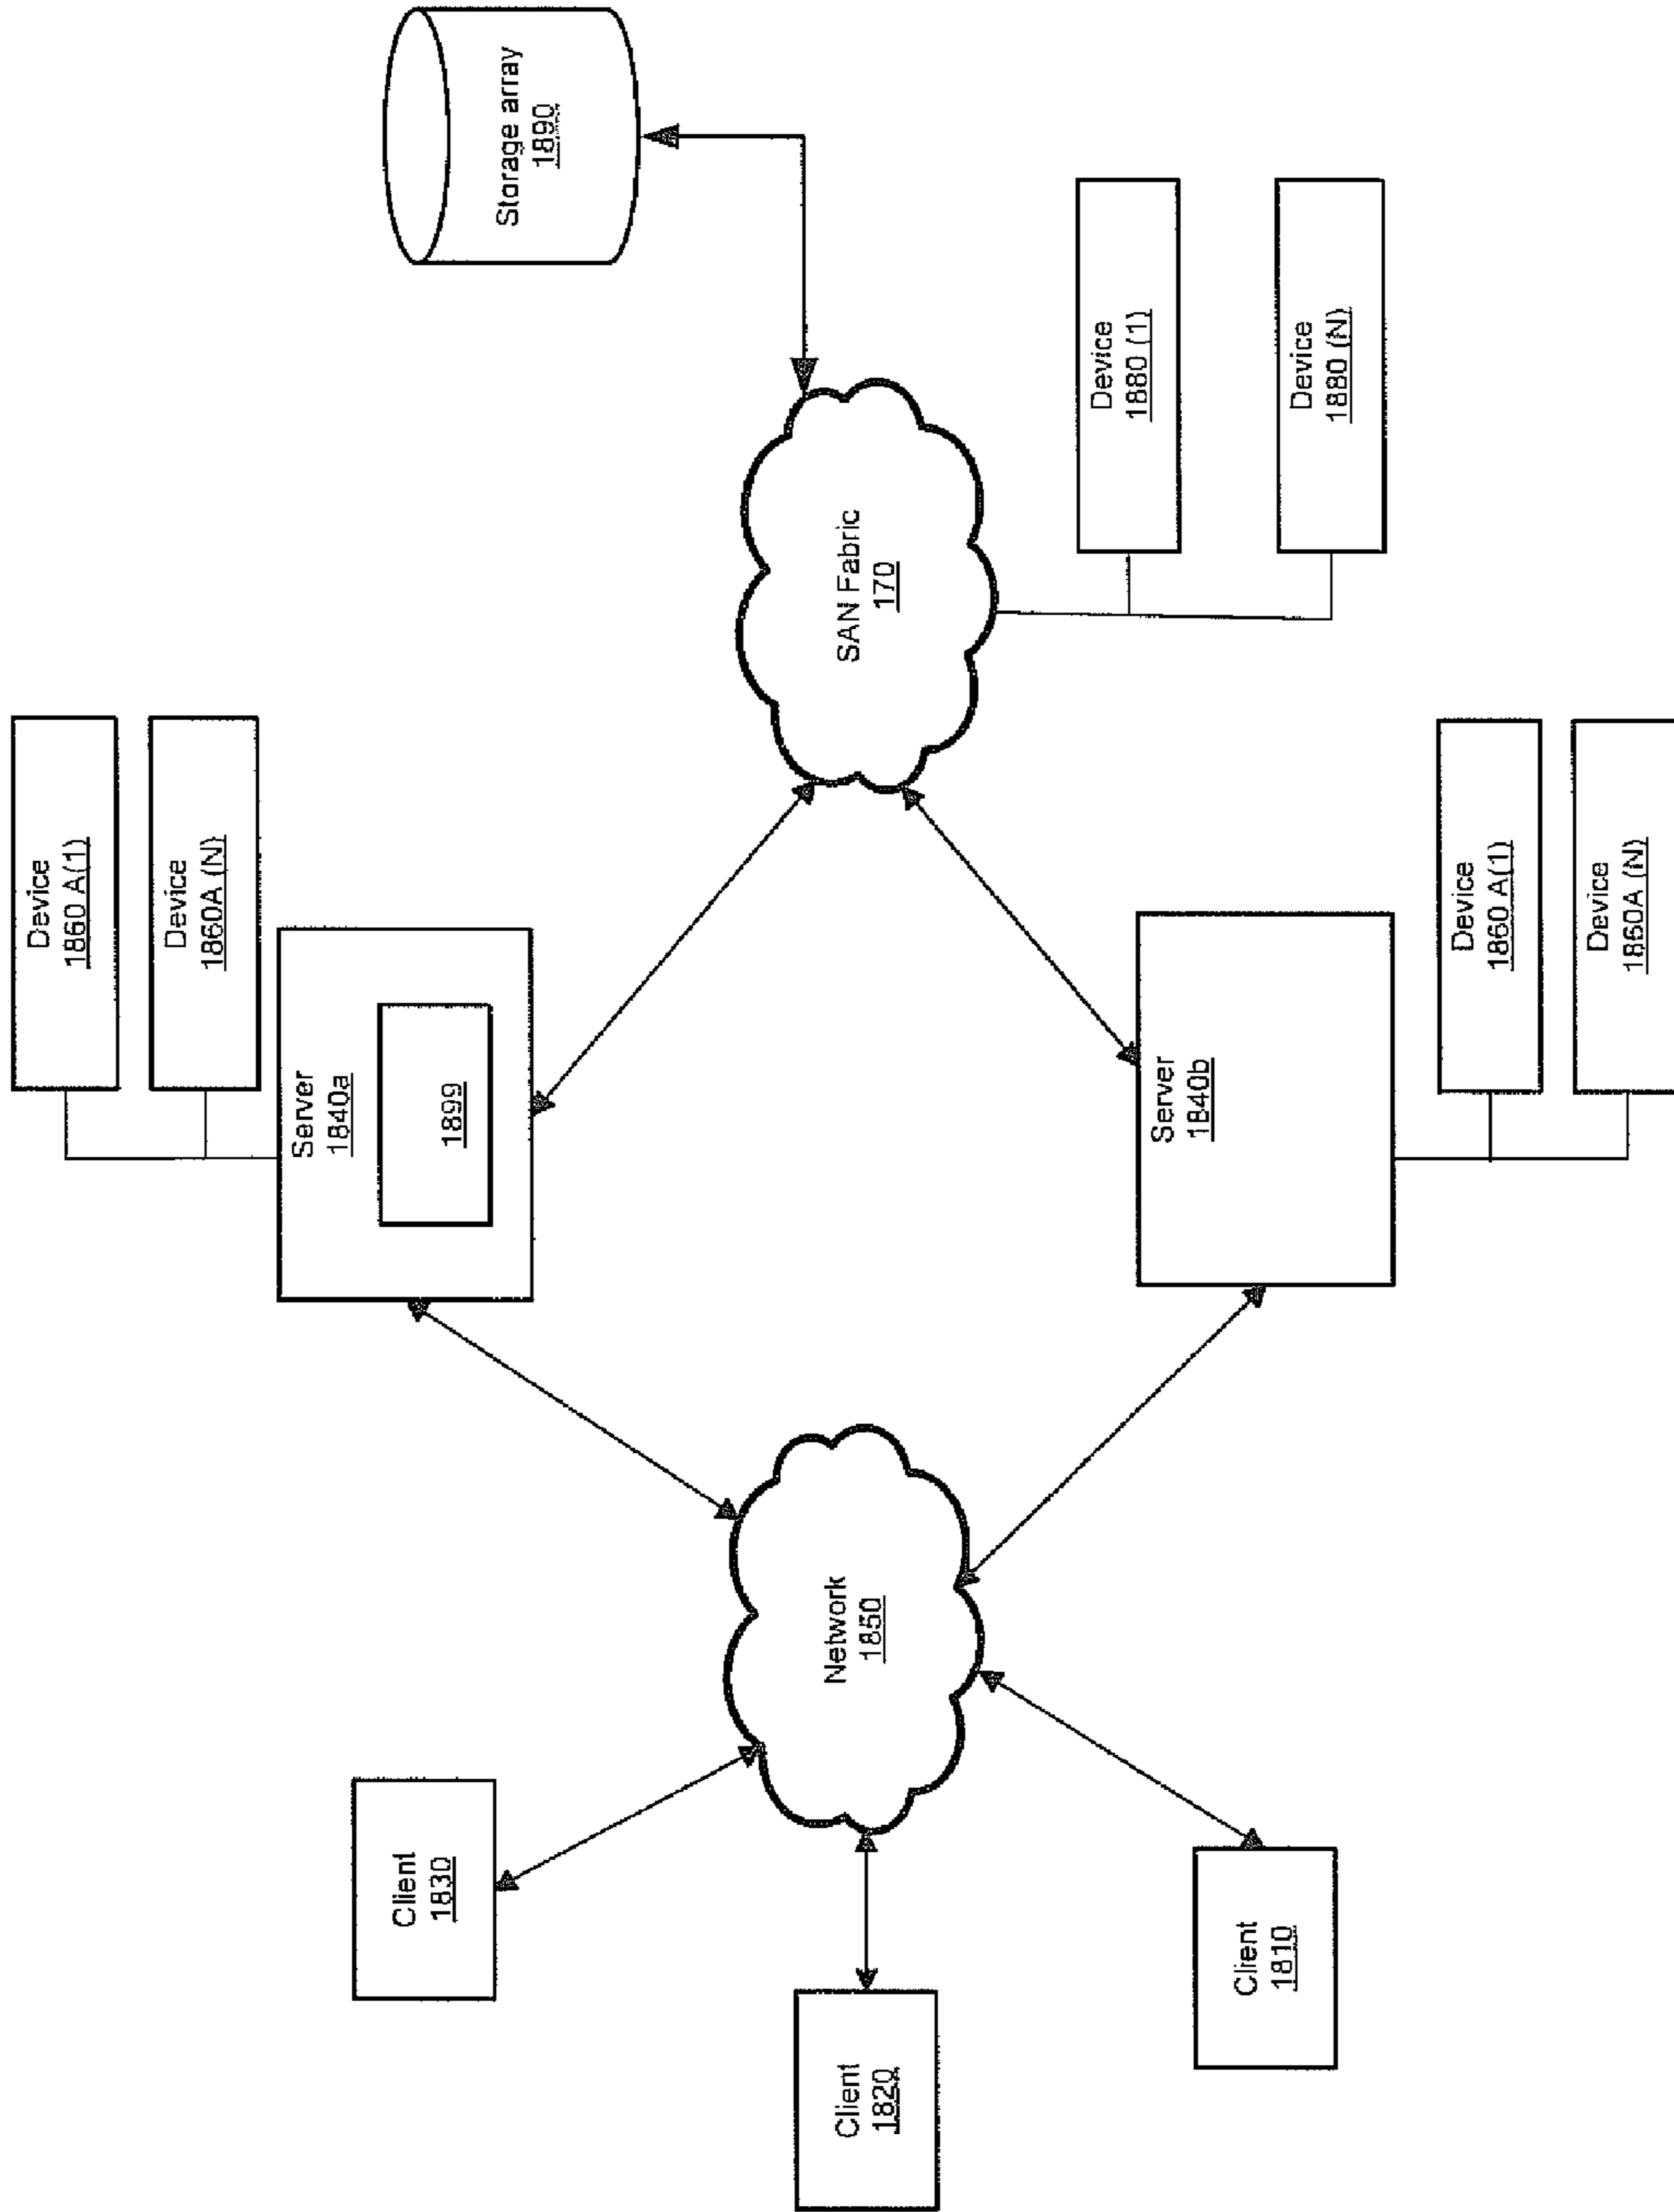 Device
1860 A(1)
Device
1860A (N)
Server
1840a
1899
Client
1830
Client
1820
Client
1810
Network
1850
SAN Fabric
170
Storage array
1890
Device
1880 (1)
Device
1880 (N)
Server
1840b
Device
1860 A(1)
Device
1860A (N)